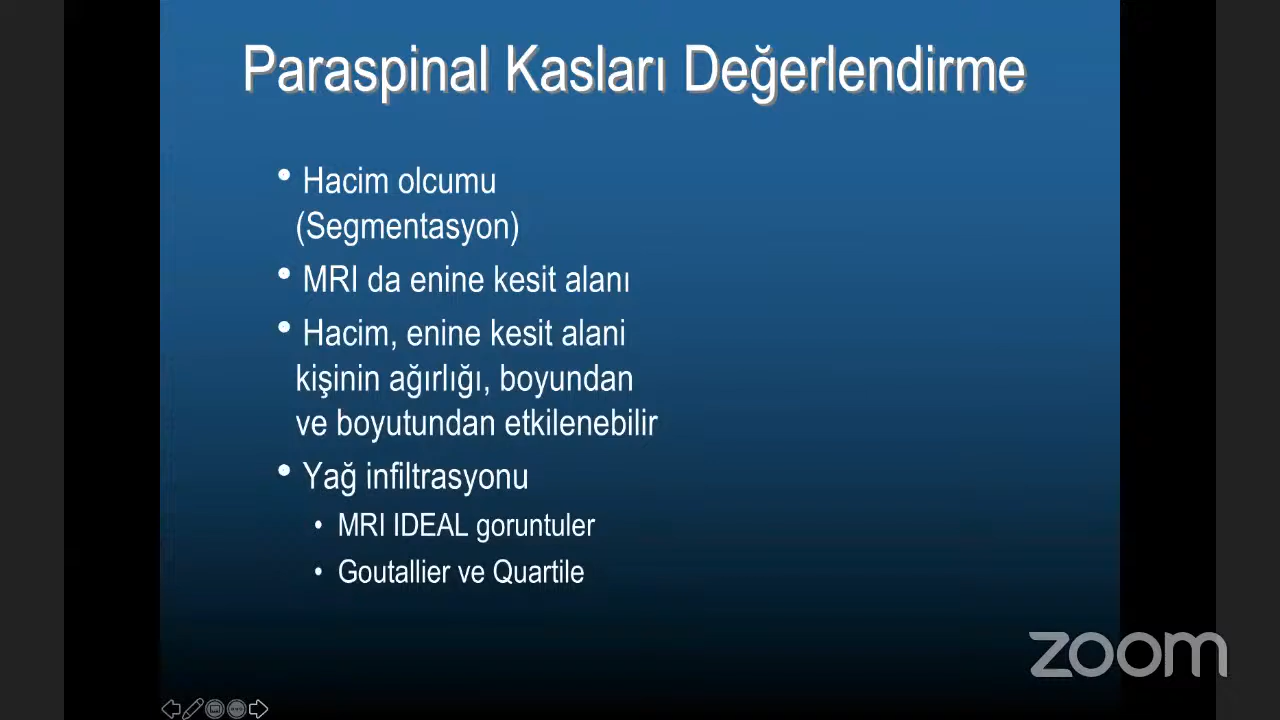 Paraspinal Kasları Değerlendirme
• Hacim olcumu
(Segmentasyon)
• MRI da enine kesit alanı
• Hacim, enine kesit alani
kişinin ağırlığı, boyundan
ve boyutundan etkilenebilir
• Yağ infiltrasyonu
• MRI IDEAL goruntuler
• Goutallier ve Quartile
zoom